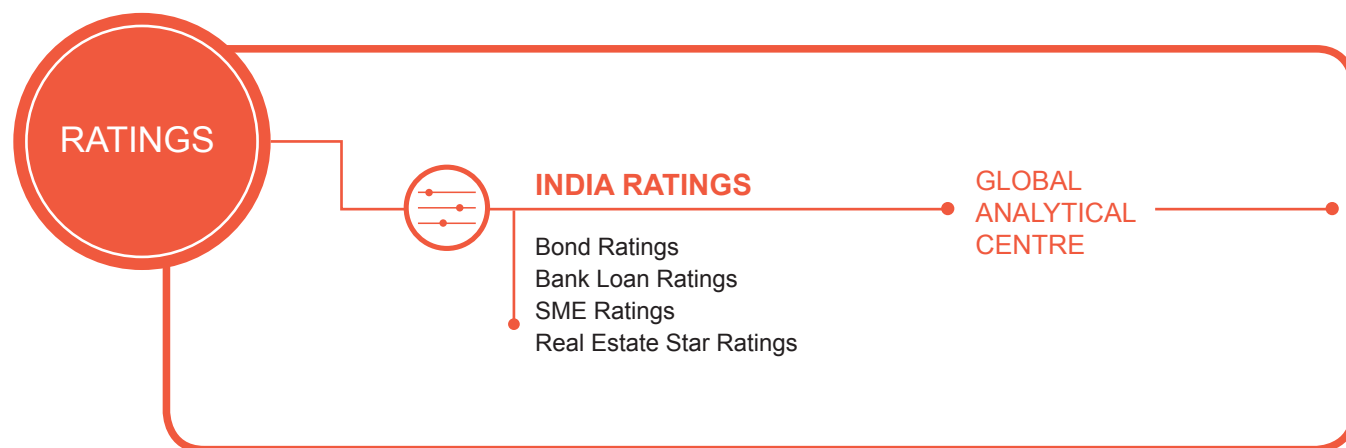 RATINGS
INDIA RATINGS
Bond Ratings
Bank Loan Ratings
SME Ratings
Real Estate Star Ratings
GLOBAL
ANALYTICAL
CENTRE